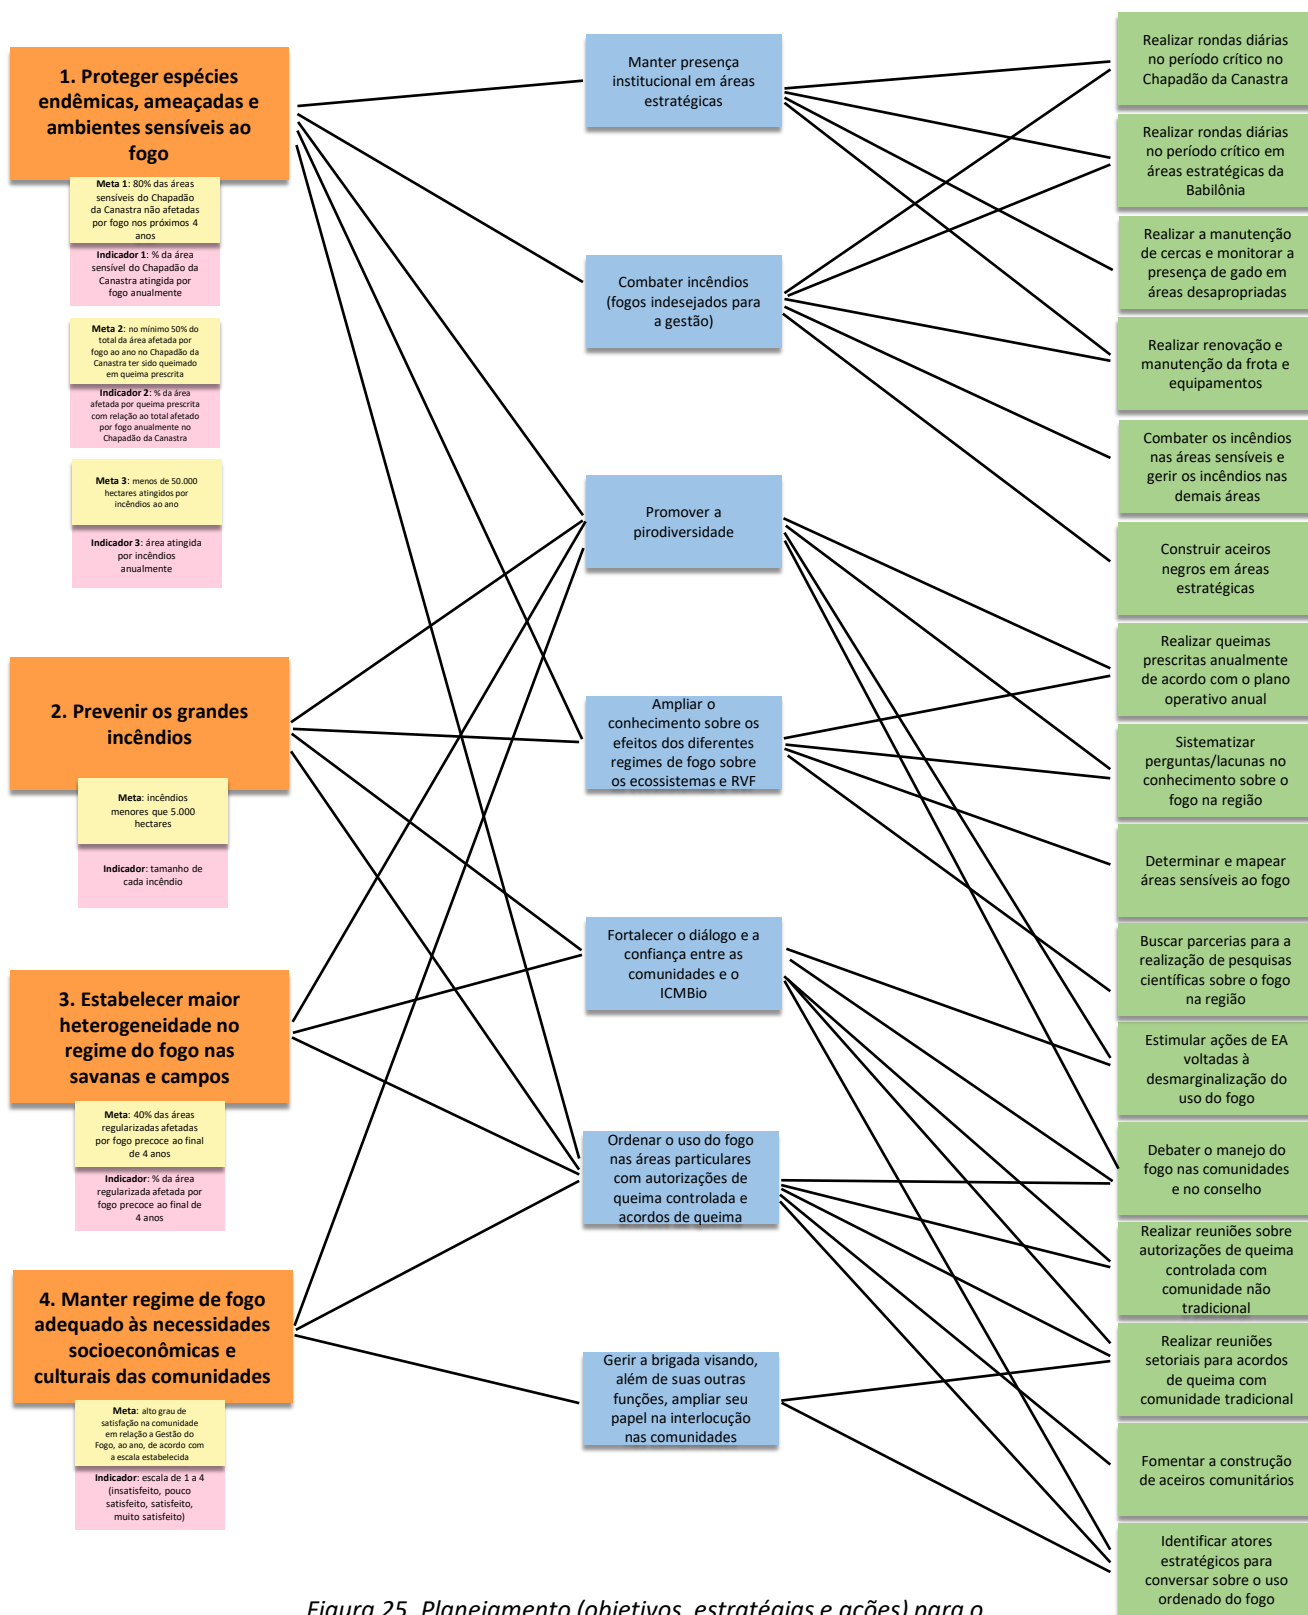 1. Proteger espécies
endêmicas, ameaçadas e
ambientes sensíveis ao
fogo
Meta 1: 80% das áreas
sensíveis do Chapadão
da Canastra não afetadas
por fogo nos próximos 4
anos
Indicador 1: % da área
sensível do Chapadão da
Canastra atingida por
fogo anualmente
Meta 2: no mínimo 50% do
total da área afetada por
fogo ao ano no Chapadão da
Canastra ter sido queimado
em queima prescrita
Indicador 2: % da área
afetada por queima prescrita
com relação ao total afetado
por fogo anualmente no
Chapadão da Canastra
Meta 3: menos de 50.000
hectares atingidos por
incêndios ao ano
Indicador 3: área atingida
por incêndios
anualmente
2. Prevenir os grandes
incêndios
Meta: incêndios
menores que 5.000
hectares
Indicador: tamanho de
cada incêndio
3. Estabelecer maior
heterogeneidade no
regime do fogo nas
savanas e campos
Meta: 40% das áreas
regularizadas afetadas
por fogo precoce ao final
de 4 anos
Indicador: % da área
regularizada afetada por
fogo precoce ao final de
4 anos
4. Manter regime de fogo
adequado às necessidades
socioeconômicas e
culturais das comunidades
Meta: alto grau de
satisfação na comunidade
em relação a Gestão do
Fogo, ao ano, de acordo com
a escala estabelecida
Indicador: escala de 1 a 4
(insatisfeito, pouco
satisfeito, satisfeito,
muito satisfeito)
Manter presença
institucional em áreas
estratégicas
Combater incêndios
(fogos indesejados para
a gestão)
Promover a
pirodiversidade
Ampliar o
conhecimento sobre os
efeitos dos diferentes
regimes de fogo sobre
os ecossistemas e RVF
Fortalecer o diálogo e a
confiança entre as
comunidades e o
ICMBio
Ordenar o uso do fogo
nas áreas particulares
com autorizações de
queima controlada e
acordos de queima
Gerir a brigada visando,
além de suas outras
funções, ampliar seu
papel na interlocução
nas comunidades
Realizar rondas diárias
no período crítico no
Chapadão da Canastra
Realizar rondas diárias
no período crítico em
áreas estratégicas da
Babilônia
Realizar a manutenção
de cercas e monitorar a
presença de gado em
áreas desapropriadas
Realizar renovação e
manutenção da frota e
equipamentos
Combater os incêndios
nas áreas sensíveis e
gerir os incêndios nas
demais áreas
Construir aceiros
negros em áreas
estratégicas
Realizar queimas
prescritas anualmente
de acordo com o plano
operativo anual
Sistematizar
perguntas/lacunas no
conhecimento sobre o
fogo na região
Determinar e mapear
áreas sensíveis ao fogo
Buscar parcerias para a
realização de pesquisas
científicas sobre o fogo
na região
Estimular ações de EA
voltadas à
desmarginalização do
uso do fogo
Debater o manejo do
fogo nas comunidades
e no conselho
Realizar reuniões sobre
autorizações de queima
controlada com
comunidade não
tradicional
Realizar reuniões
setoriais para acordos
de queima com
comunidade tradicional
Fomentar a construção
de aceiros comunitários
Identificar atores
estratégicos para
conversar sobre o uso
ordenado do fogo
Figura 25. Planejamento (objetivos, estratégias e ações) para o